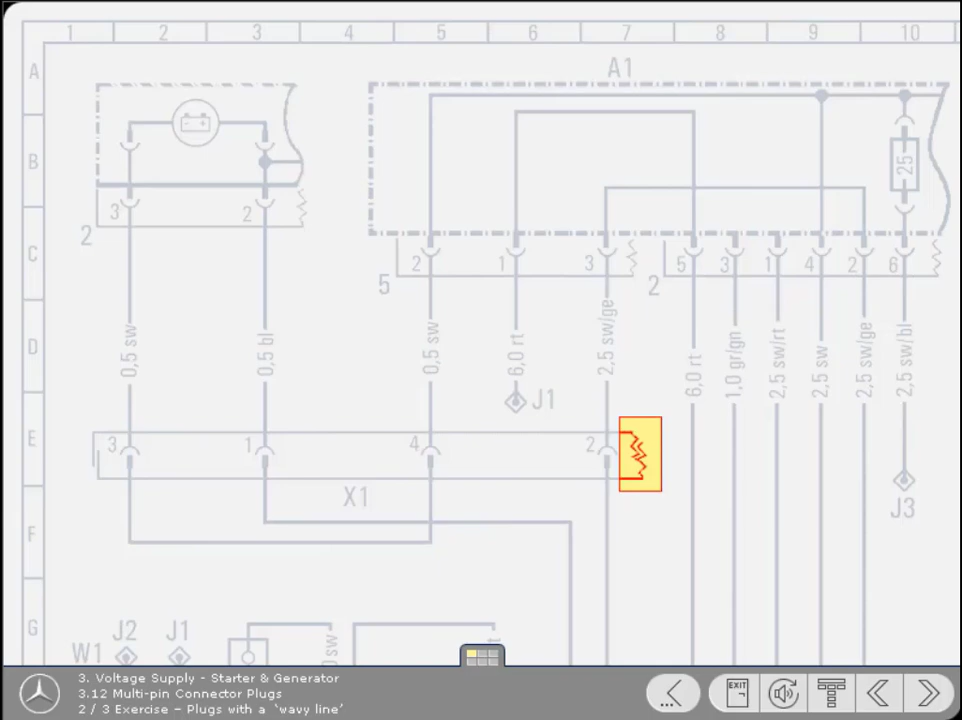 1 2 3 4 5 6 7 8 9 10
A
A1
B
25
3 2
C
2
2 1 3 5 3 1 4 2 6
5 2
D
0,5 sw 0,5 bl 0,5 sw 6,0 rt 2,5 sw/ge 6,0 rt 1,0 gr/gn 2,5 sw/rt 2,5 sw 2,5 sw/ge 2,5 sw/bl
J1
E
3 1 4 2
X1
J3
F
G
J2 J1
W1
sw
t
EXIT
3. Voltage Supply - Starter & Generator
3.12 Multi-pin Connector Plugs
2 / 3 Exercise – Plugs with a ‘wavy line’